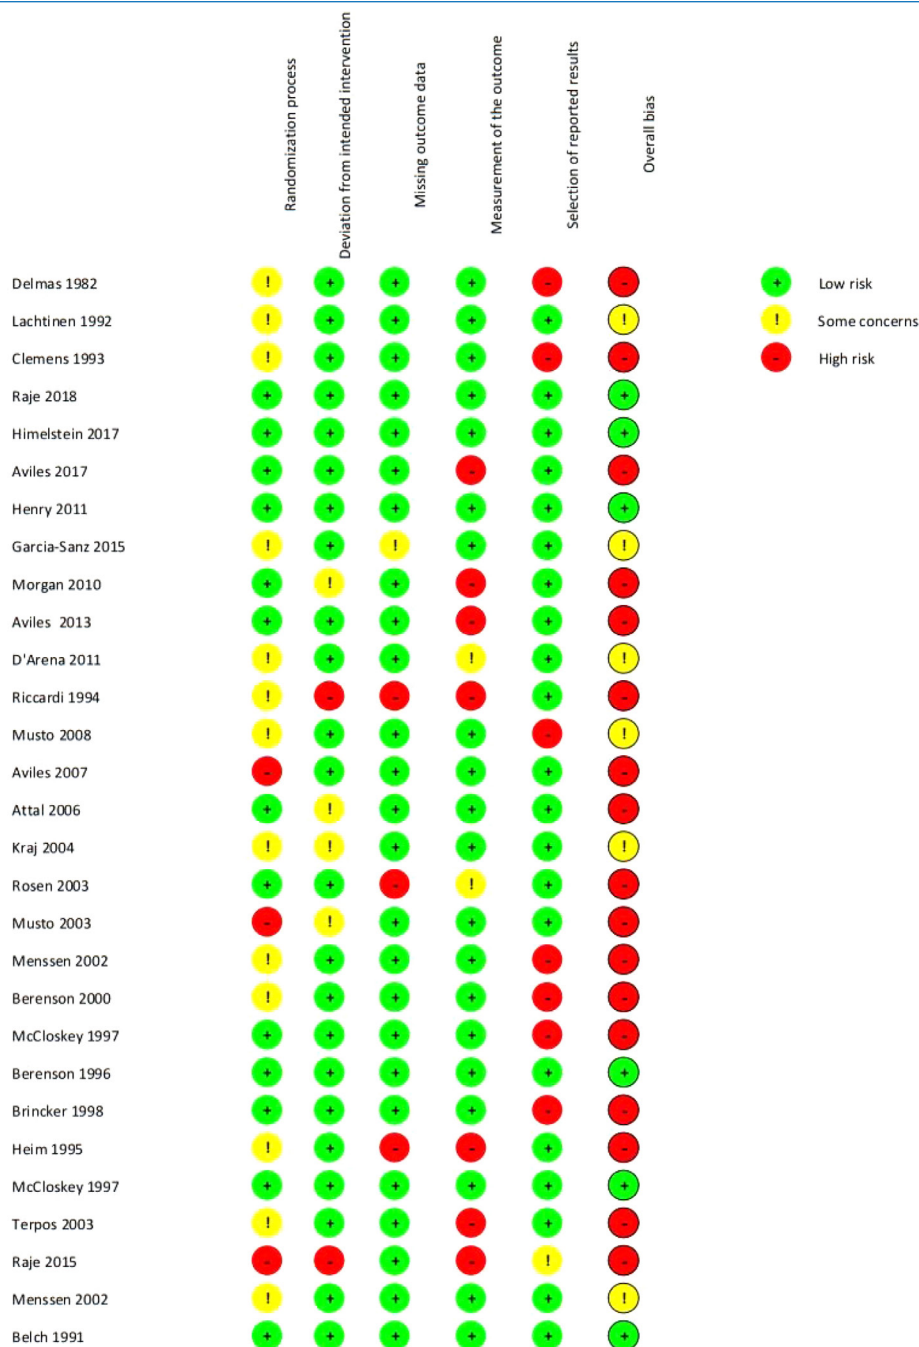 Randomization process
Deviation from intended intervention
Missing outcome data
Measurement of the outcome
Selection of reported results
Overall bias
Delmas 1982 ! + + + - -
+ Low risk
Lachtinen 1992 ! + + + + !
! Some concerns
Clemens 1993 ! + + + - -
- High risk
Raje 2018 + + + + + +
Himelstein 2017 + + + + + +
Aviles 2017 + + + - + -
Henry 2011 + + + + + +
Garcia-Sanz 2015 ! + ! + + !
Morgan 2010 + ! + - + -
Aviles 2013 + + + - + -
D'Arena 2011 ! + + ! + !
Riccardi 1994 ! - - - + -
Musto 2008 ! + + + - !
Aviles 2007 - + + + + -
Attal 2006 + ! + + + -
Kraj 2004 ! ! + + + !
Rosen 2003 + + - ! + -
Musto 2003 - ! + + + -
Menssen 2002 ! + + + - -
Berenson 2000 ! + + + - -
McCloskey 1997 + + + + - -
Berenson 1996 + + + + + +
Brincker 1998 + + + + - -
Heim 1995 ! + - - + -
McCloskey 1997 + + + + + +
Terpos 2003 ! + + - + -
Raje 2015 - - + - ! -
Menssen 2002 ! + + + + !
Belch 1991 + + + + + +